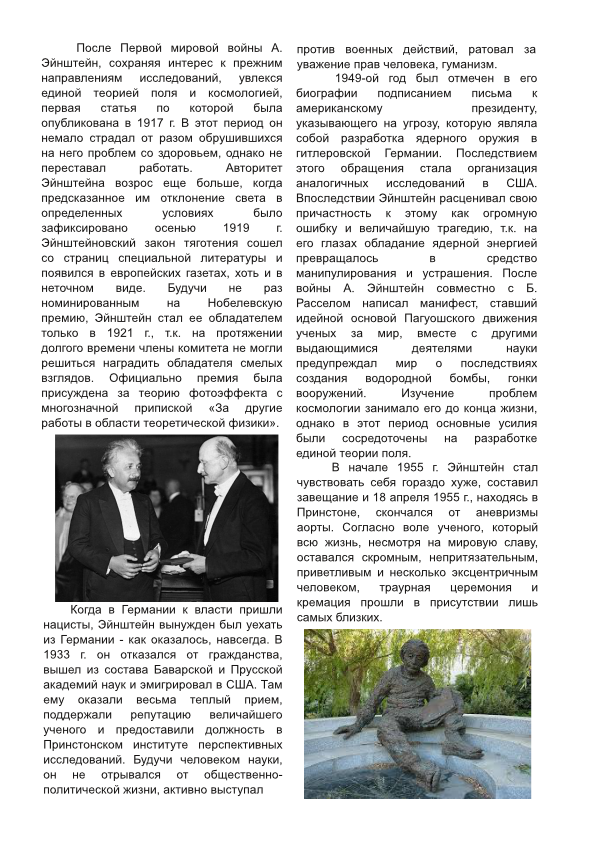 После Первой мировой войны А.
Эйнштейн, сохраняя интерес к прежним
направлениям исследований, увлекся
единой теорией поля и космологией,
первая статья по которой была
опубликована в 1917 г. В этот период он
немало страдал от разом обрушившихся
на него проблем со здоровьем, однако не
переставал работать. Авторитет
Эйнштейна возрос еще больше, когда
предсказанное им отклонение света в
определенных условиях было
зафиксировано осенью 1919 г.
Эйнштейновский закон тяготения сошел
со страниц специальной литературы и
появился в европейских газетах, хоть и в
неточном виде. Будучи не раз
номинированным на Нобелевскую
премию, Эйнштейн стал ее обладателем
только в 1921 г., т.к. на протяжении
долгого времени члены комитета не могли
решиться наградить обладателя смелых
взглядов. Официально премия была
присуждена за теорию фотоэффекта с
многозначной припиской «За другие
работы в области теоретической физики».
Когда в Германии к власти пришли
нацисты, Эйнштейн вынужден был уехать
из Германии - как оказалось, навсегда. В
1933 г. он отказался от гражданства,
вышел из состава Баварской и Прусской
академий наук и эмигрировал в США. Там
ему оказали весьма теплый прием,
поддержали репутацию величайшего
ученого и предоставили должность в
Принстонском институте перспективных
исследований. Будучи человеком науки,
он не отрывался от общественно-
политической жизни, активно выступал
против военных действий, ратовал за
уважение прав человека, гуманизм.
1949-ой год был отмечен в его
биографии подписанием письма к
американскому президенту,
указывающего на угрозу, которую являла
собой разработка ядерного оружия в
гитлеровской Германии. Последствием
этого обращения стала организация
аналогичных исследований в США.
Впоследствии Эйнштейн расценивал свою
причастность к этому как огромную
ошибку и величайшую трагедию, т.к. на
его глазах обладание ядерной энергией
превращалось в средство
манипулирования и устрашения. После
войны А. Эйнштейн совместно с Б.
Расселом написал манифест, ставший
идейной основой Пагуошского движения
ученых за мир, вместе с другими
выдающимися деятелями науки
предупреждал мир о последствиях
создания водородной бомбы, гонки
вооружений. Изучение проблем
космологии занимало его до конца жизни,
однако в этот период основные усилия
были сосредоточены на разработке
единой теории поля.
В начале 1955 г. Эйнштейн стал
чувствовать себя гораздо хуже, составил
завещание и 18 апреля 1955 г., находясь в
Принстоне, скончался от аневризмы
аорты. Согласно воле ученого, который
всю жизнь, несмотря на мировую славу,
оставался скромным, непритязательным,
приветливым и несколько эксцентричным
человеком, траурная церемония и
кремация прошли в присутствии лишь
самых близких.